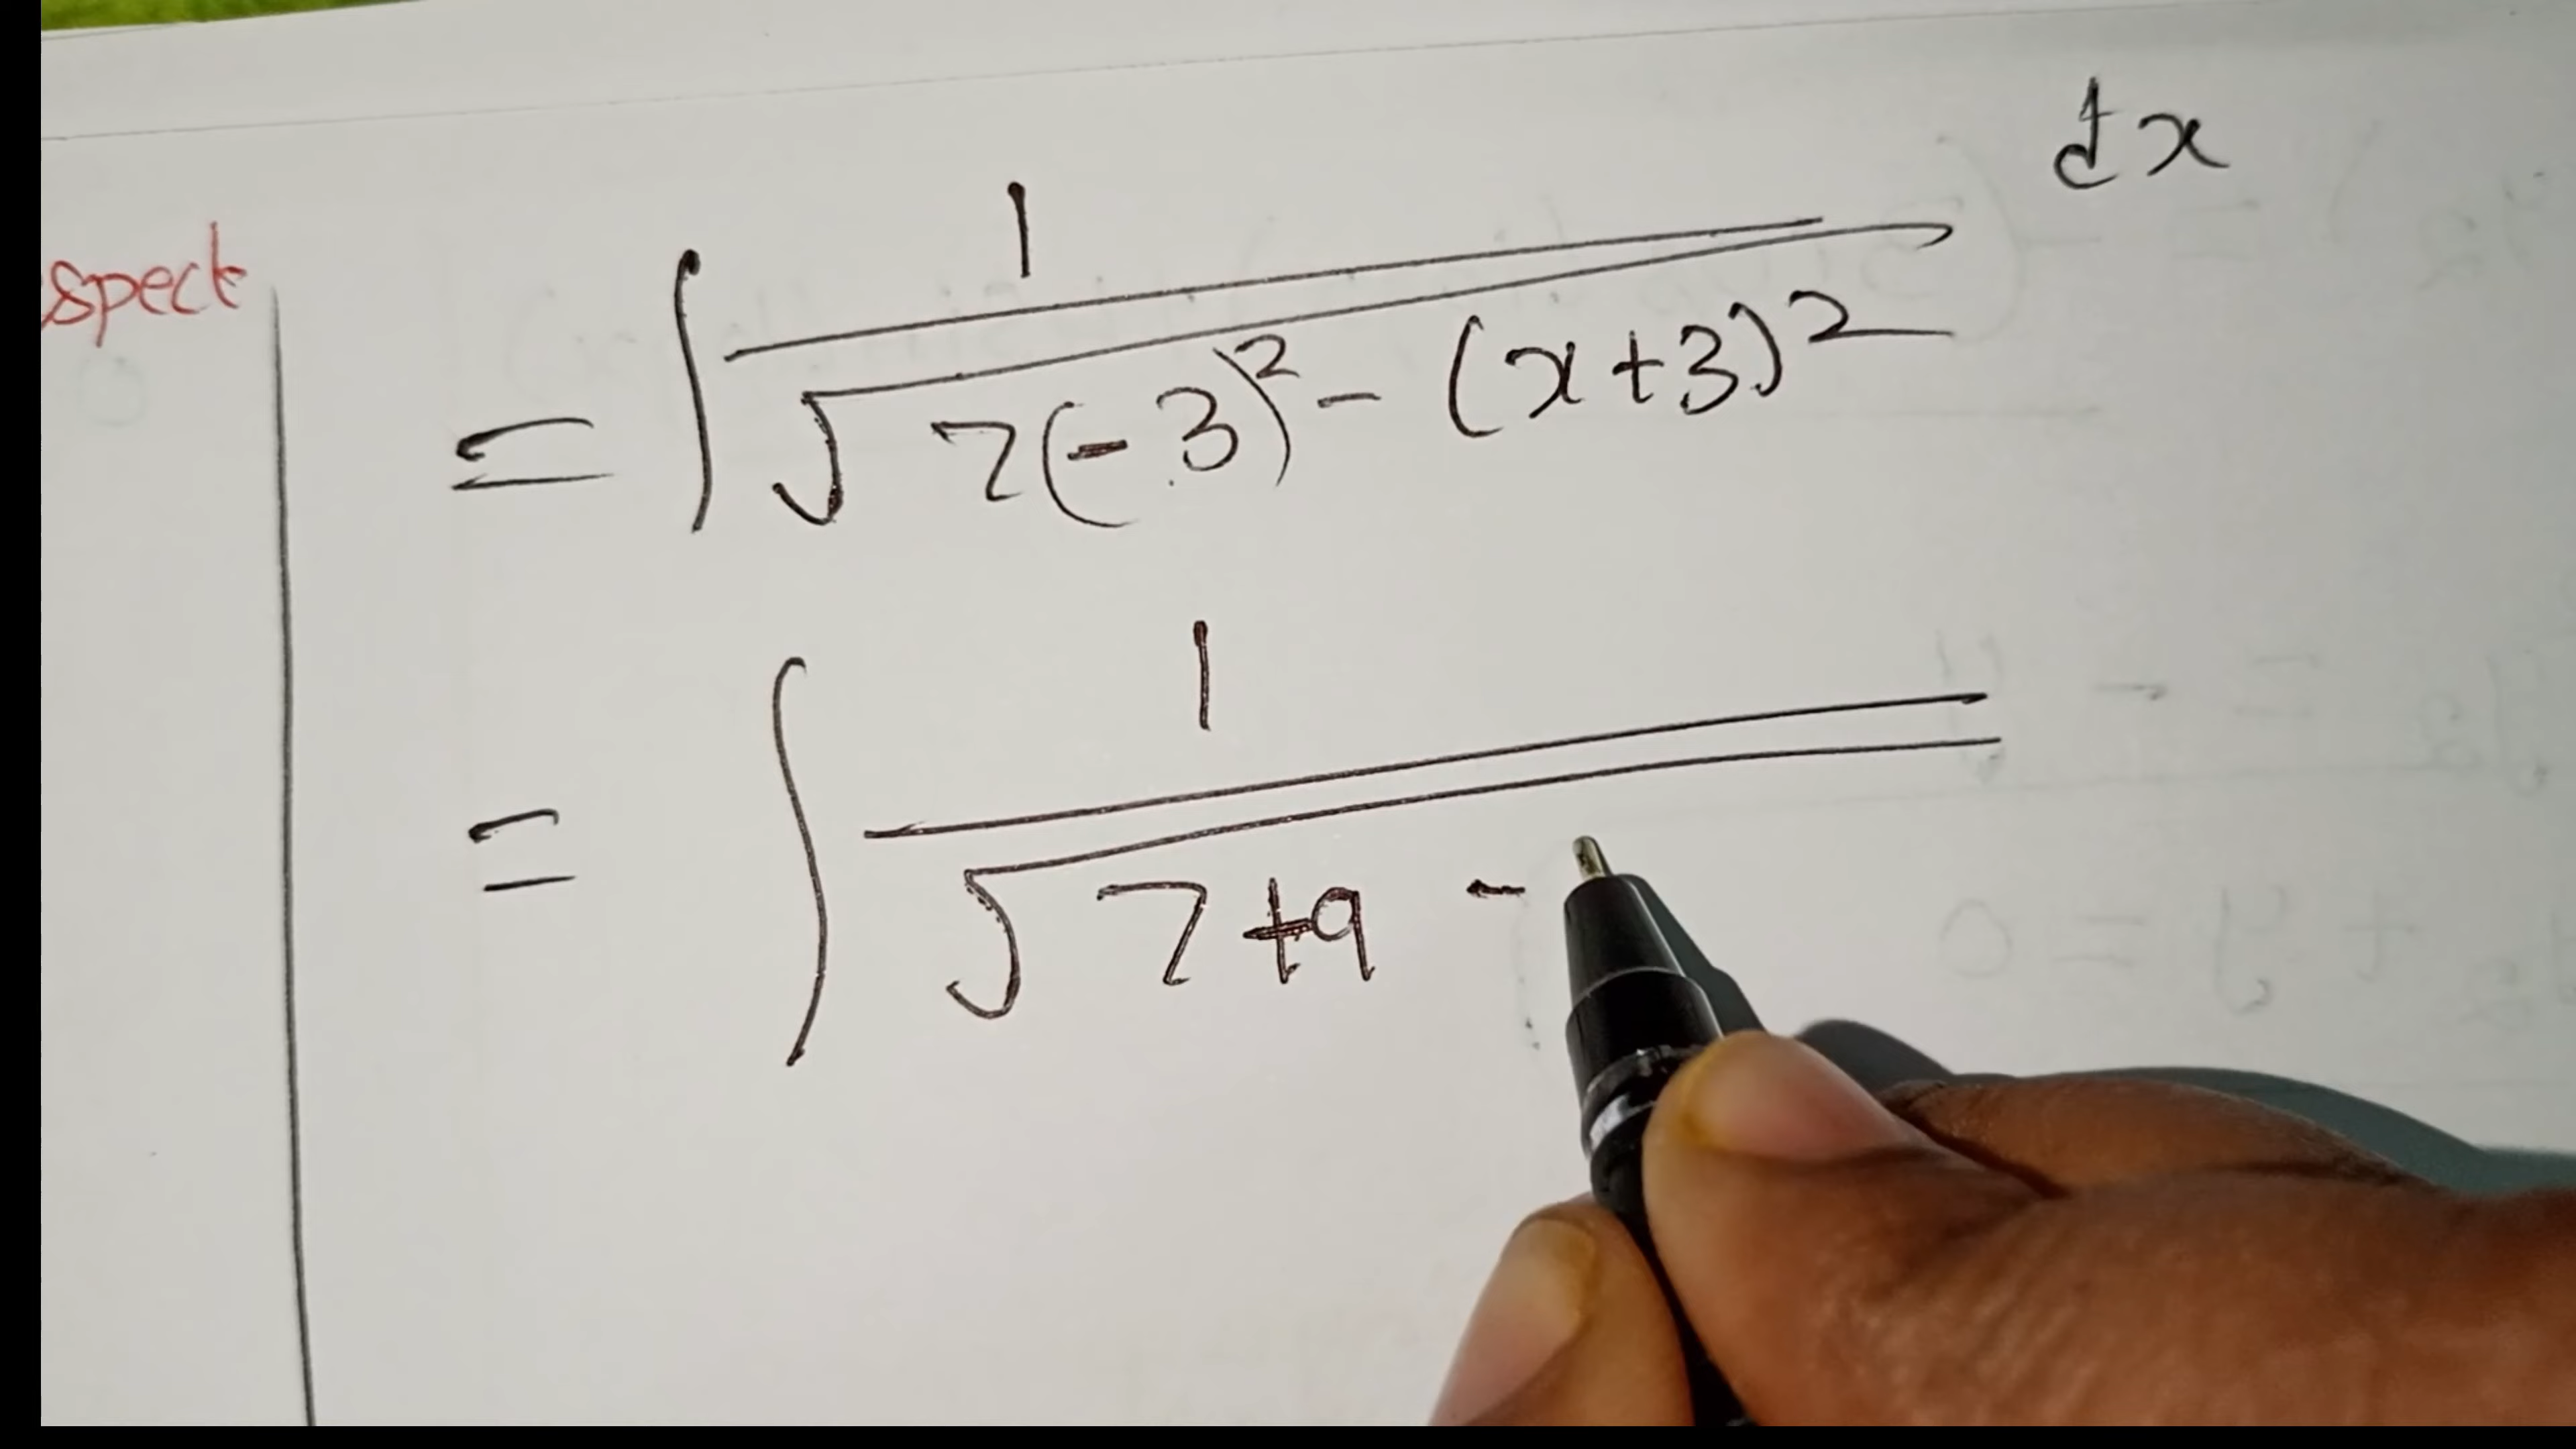 spect
= ∫ 1 / √(7(-3)² - (x+3)²) dx
= ∫ 1 / √(7+9 -